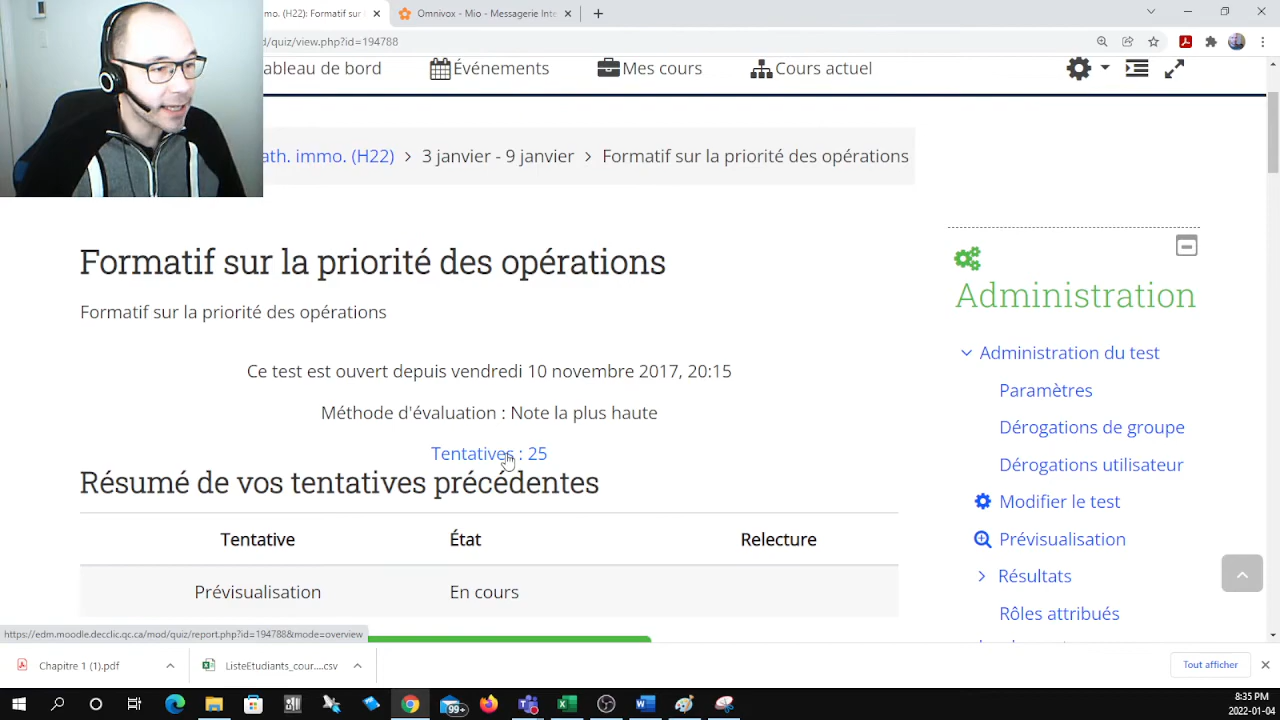 mo. (H22): Formatif sur
Omnivox - Mio - Messagerie Inte
d/quiz/view.php?id=194788
ableau de bord
Événements
Mes cours
Cours actuel
ath. immo. (H22) > 3 janvier - 9 janvier > Formatif sur la priorité des opérations
Formatif sur la priorité des opérations
Formatif sur la priorité des opérations
Ce test est ouvert depuis vendredi 10 novembre 2017, 20:15
Méthode d'évaluation : Note la plus haute
Tentatives : 25
Résumé de vos tentatives précédentes
Tentative État Relecture
Prévisualisation En cours
Administration
Administration du test
Paramètres
Dérogations de groupe
Dérogations utilisateur
Modifier le test
Prévisualisation
Résultats
Rôles attribués
https://edm.moodle.decclic.qc.ca/mod/quiz/report.php?id=194788&mode=overview
Chapitre 1 (1).pdf
ListeEtudiants_cour....csv
Tout afficher
99+
8:35 PM
2022-01-04